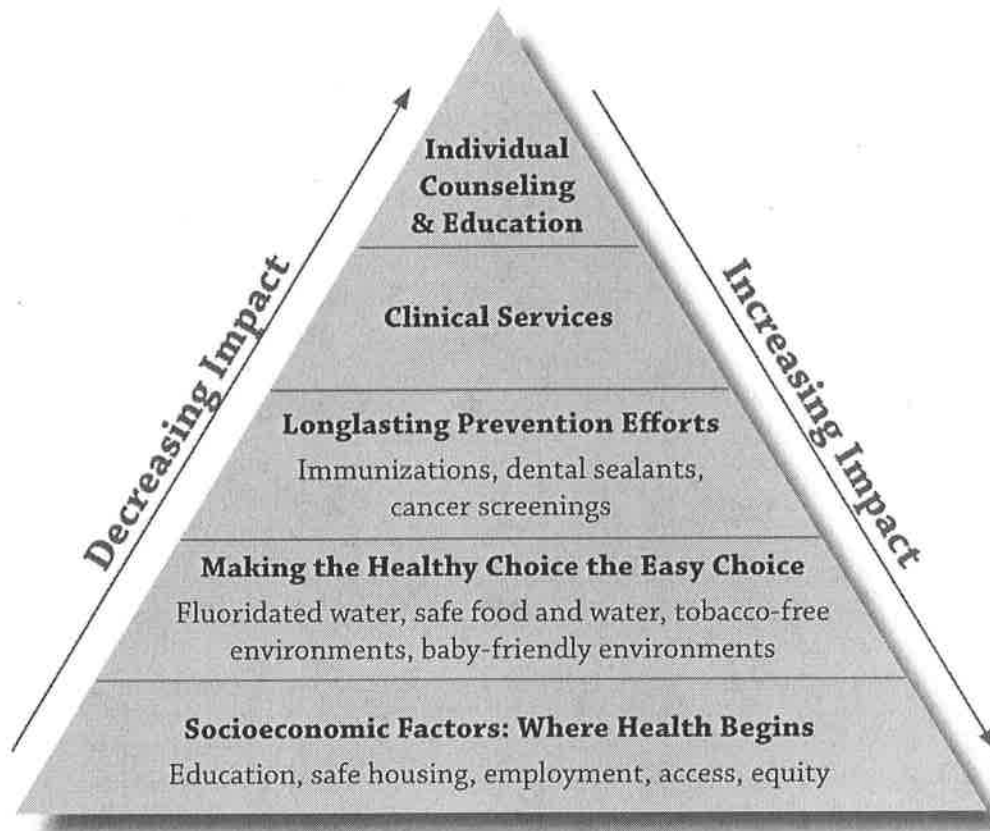 Individual
Counseling
& Education
Clinical Services
Longlasting Prevention Efforts
Immunizations, dental sealants,
cancer screenings
Making the Healthy Choice the Easy Choice
Fluoridated water, safe food and water, tobacco-free
environments, baby-friendly environments
Socioeconomic Factors: Where Health Begins
Education, safe housing, employment, access, equity
Decreasing Impact
Increasing Impact